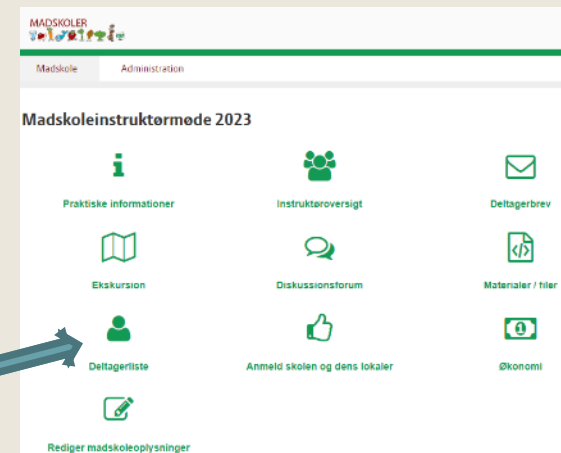 MADSKOLER
Madskole Administration
Madskoleinstruktørmøde 2023
Praktiske informationer Instruktøroversigt Deltagerbrev
Ekskursion Diskussionsforum Materialer / filer
Deltagerliste Anmeld skolen og dens lokaler Økonomi
Rediger madskoleoplysninger